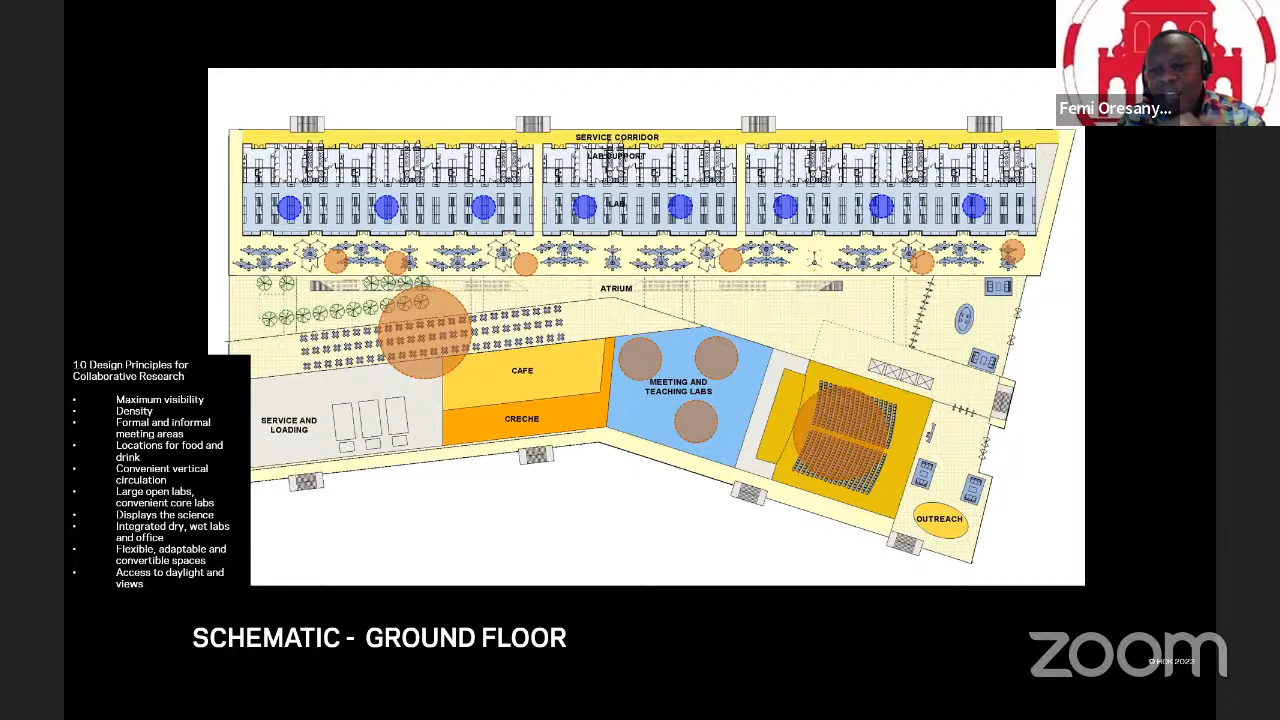 Femi Oresany...
SERVICE CORRIDOR
LAB SUPPORT
LAB
ATRIUM
CAFE
CRECHE
MEETING AND
TEACHING LABS
SERVICE AND
LOADING
OUTREACH
10 Design Principles for
Collaborative Research
• Maximum visibility
• Density
• Formal and informal
meeting areas
• Locations for food and
drink
• Convenient vertical
circulation
• Large open labs,
convenient core labs
• Displays the science
• Integrated dry, wet labs
and office
• Flexible, adaptable and
convertible spaces
• Access to daylight and
views
SCHEMATIC - GROUND FLOOR
zoom
© HOK 2022